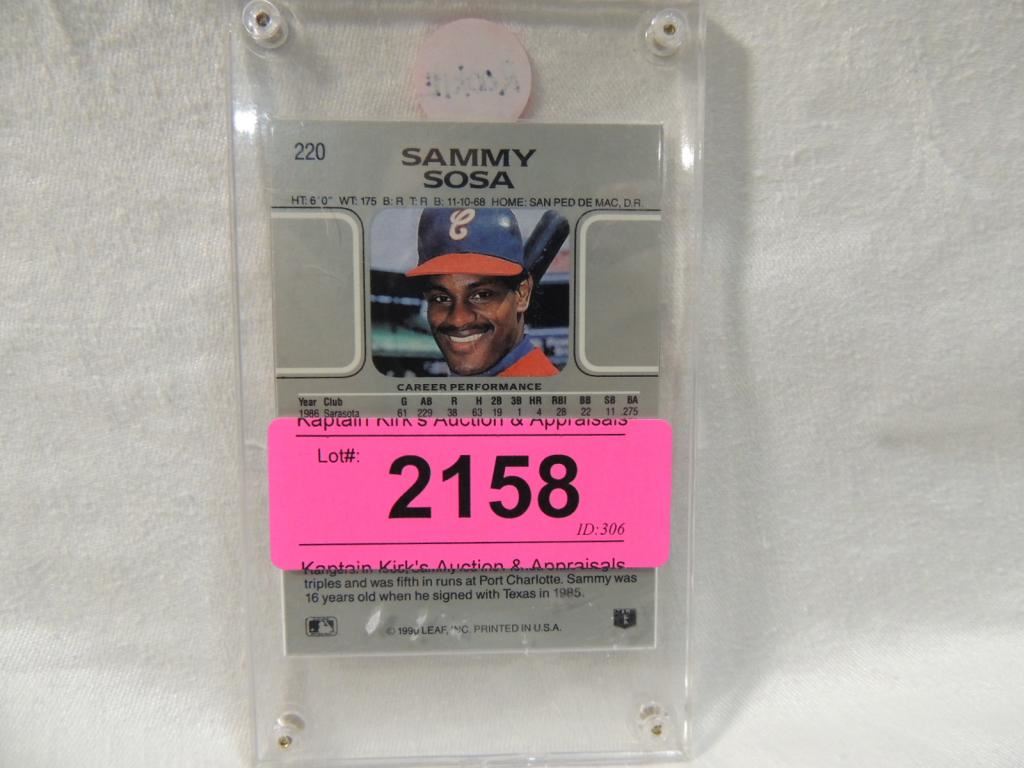 Rookie
220
SAMMY
SOSA
HT: 6'0" WT: 175 B: R T: R B: 11-10-68 HOME: SAN PED DE MAC, D.R.
C
CAREER PERFORMANCE
Year Club G AB R H 2B 3B HR RBI BB SB BA
1986 Sarasota 61 229 38 63 19 1 4 28 22 11 .275
Kaptain Kirk's Auction & Appraisals
Lot#:
2158
ID:306
Kaptain Kirk's Auction & Appraisals
triples and was fifth in runs at Port Charlotte. Sammy was
16 years old when he signed with Texas in 1985.
© 1990 LEAF, INC. PRINTED IN U.S.A.